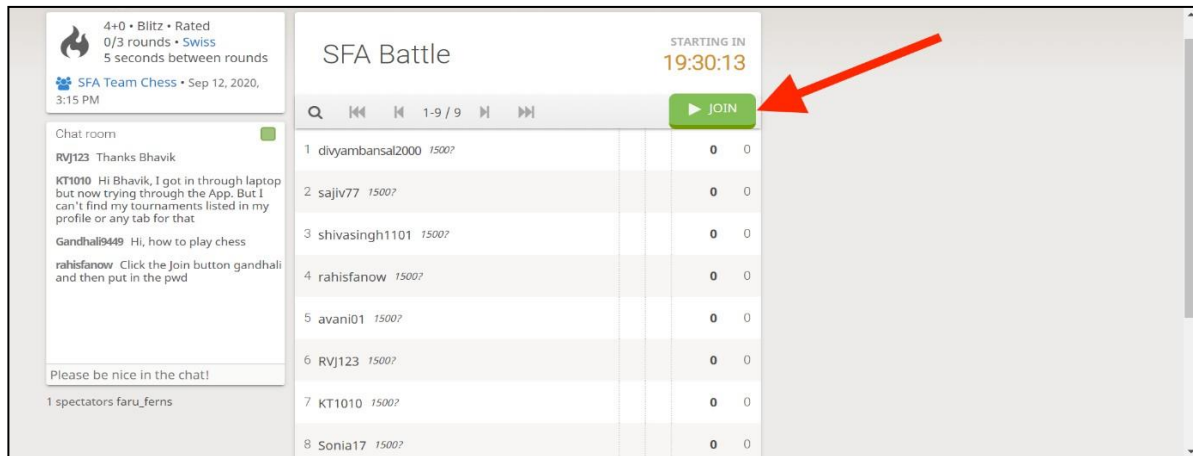 4+0 • Blitz • Rated
0/3 rounds • Swiss
5 seconds between rounds
SFA Team Chess • Sep 12, 2020,
3:15 PM
Chat room
RVJ123 Thanks Bhavik
KT1010 Hi Bhavik, I got in through laptop
but now trying through the App. But I
can't find my tournaments listed in my
profile or any tab for that
Gandhali9449 Hi, how to play chess
rahisfanow Click the Join button gandhali
and then put in the pwd
Please be nice in the chat!
1 spectators faru_ferns
SFA Battle
STARTING IN
19:30:13
1-9 / 9
JOIN
1 divyambansal2000 1500? 0 0
2 sajiv77 1500? 0 0
3 shivasingh1101 1500? 0 0
4 rahisfanow 1500? 0 0
5 avani01 1500? 0 0
6 RVJ123 1500? 0 0
7 KT1010 1500? 0 0
8 Sonia17 1500? 0 0